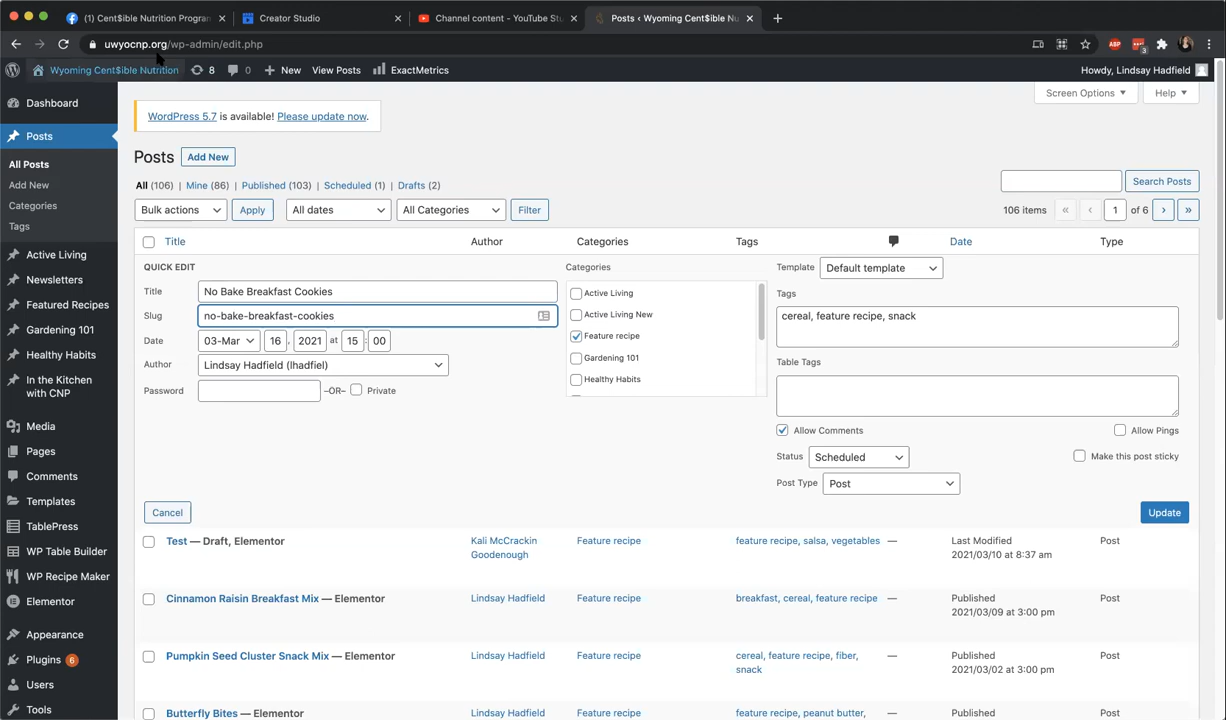 (1) Cent$ible Nutrition Program
Creator Studio
Channel content - YouTube Stu
Posts < Wyoming Cent$ible Nu
uwyocnp.org/wp-admin/edit.php
ABP
3
Wyoming Cent$ible Nutrition
8
0
New
View Posts
ExactMetrics
Howdy, Lindsay Hadfield
Dashboard
Posts
All Posts
Add New
Categories
Tags
Active Living
Newsletters
Featured Recipes
Gardening 101
Healthy Habits
In the Kitchen
with CNP
Media
Pages
Comments
Templates
TablePress
WP Table Builder
WP Recipe Maker
Elementor
Appearance
Plugins 6
Users
Tools
Screen Options
Help
WordPress 5.7 is available! Please update now.
Posts Add New
All (106) | Mine (86) | Published (103) | Scheduled (1) | Drafts (2)
Search Posts
Bulk actions Apply All dates All Categories Filter
106 items « ‹ 1 of 6 › »
Title Author Categories Tags Date Type
QUICK EDIT
Title No Bake Breakfast Cookies
Slug no-bake-breakfast-cookies
Date 03-Mar 16 , 2021 at 15 : 00
Author Lindsay Hadfield (lhadfiel)
Password –OR– Private
Categories
Active Living
Active Living New
Feature recipe
Gardening 101
Healthy Habits
Template Default template
Tags
cereal, feature recipe, snack
Table Tags
Allow Comments Allow Pings
Status Scheduled Make this post sticky
Post Type Post
Cancel Update
Test — Draft, Elementor
Kali McCrackin
Goodenough
Feature recipe
feature recipe, salsa, vegetables
—
Last Modified
2021/03/10 at 8:37 am
Post
Cinnamon Raisin Breakfast Mix — Elementor
Lindsay Hadfield
Feature recipe
breakfast, cereal, feature recipe
—
Published
2021/03/09 at 3:00 pm
Post
Pumpkin Seed Cluster Snack Mix — Elementor
Lindsay Hadfield
Feature recipe
cereal, feature recipe, fiber,
snack
—
Published
2021/03/02 at 3:00 pm
Post
Butterfly Bites — Elementor
Lindsay Hadfield
Feature recipe
feature recipe, peanut butter,
—
Published
Post